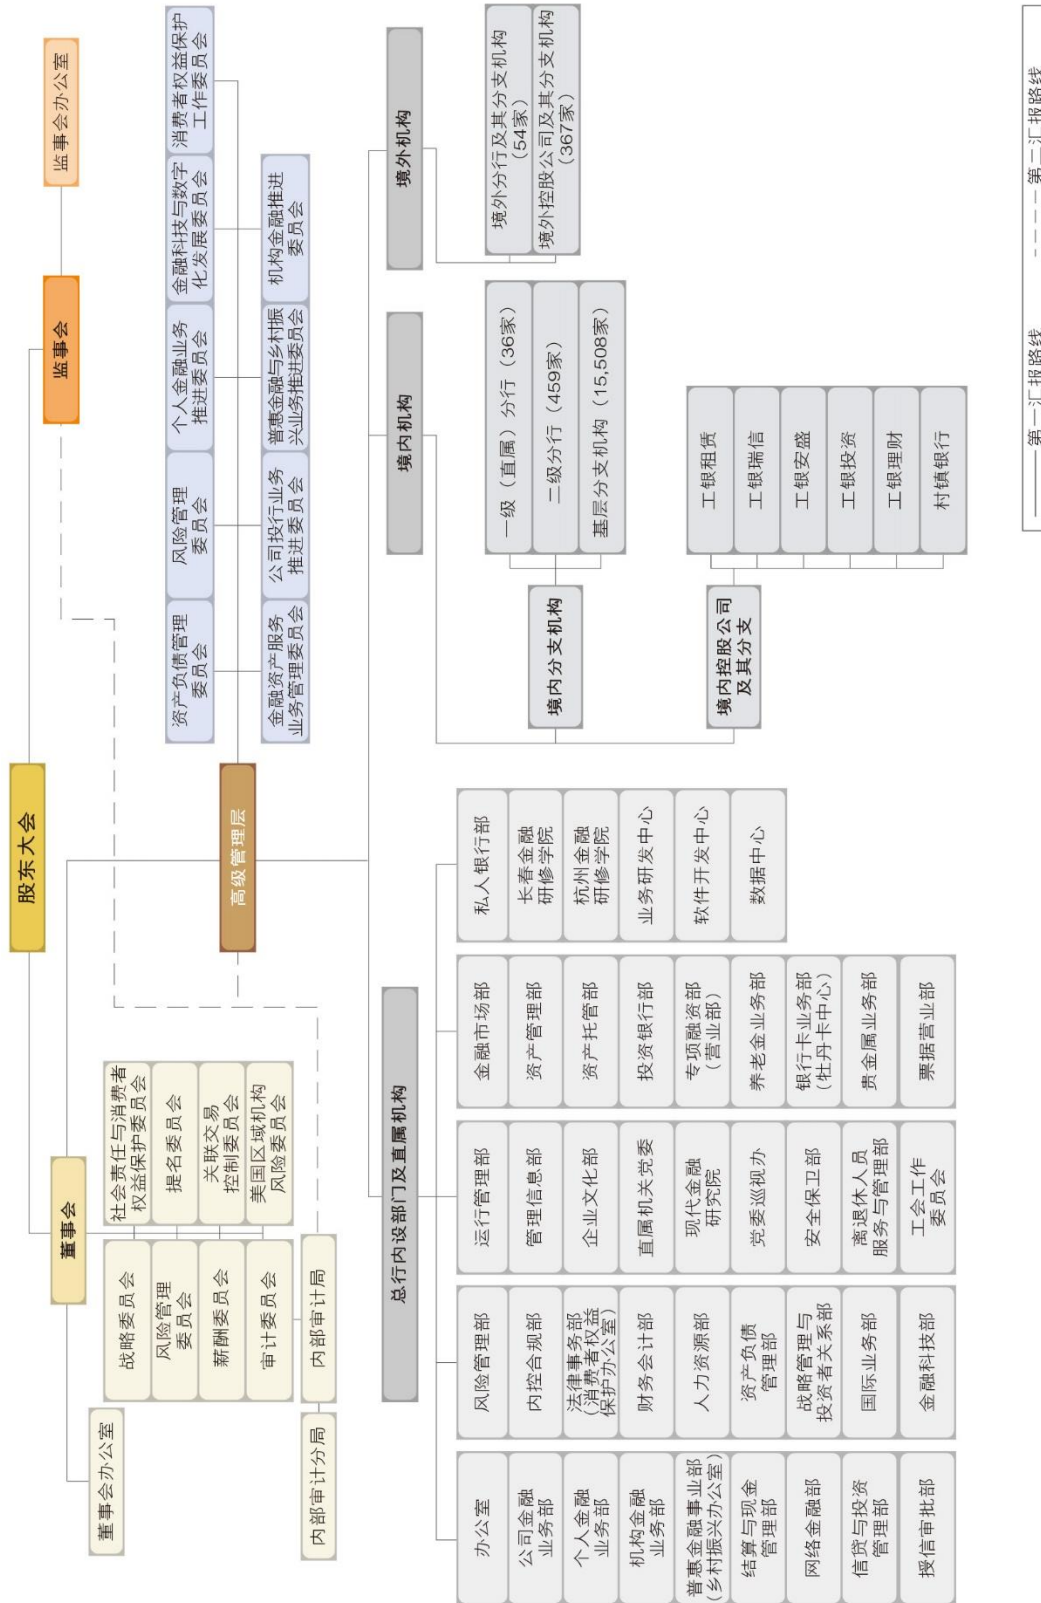 股东大会
董事会
监事会
监事会办公室
董事会办公室
战略委员会
社会责任与消费者
权益保护委员会
风险管理
委员会
提名委员会
薪酬委员会
关联交易
控制委员会
审计委员会
美国区域机构
风险委员会
内部审计分局
内部审计局
高级管理层
资产负债管理
委员会
风险管理
委员会
个人金融业务
推进委员会
金融科技与数字
化发展委员会
消费者权益保护
工作委员会
金融资产服务
业务管理委员会
公司投行业务
推进委员会
普惠金融与乡村振
兴业务推进委员会
机构金融推进
委员会
总行内设部门及直属机构
境内机构
境外机构
办公室
公司金融
业务部
个人金融
业务部
机构金融
业务部
普惠金融事业部
(乡村振兴办公室)
结算与现金
管理部
网络金融部
信贷与投资
管理部
授信审批部
风险管理部
内控合规部
法律事务部
(消费者权益
保护办公室)
财务会计部
人力资源部
资产负债
管理部
战略管理与
投资者关系部
国际业务部
金融科技部
运行管理部
管理信息部
企业文化部
直属机关党委
现代金融
研究院
党委巡视办
安全保卫部
离退休人员
服务与管理部
工会工作
委员会
金融市场部
资产管理部
资产托管部
投资银行部
专项融资部
(营业部)
养老金业务部
银行卡业务部
(牡丹卡中心)
贵金属业务部
票据营业部
私人银行部
长春金融
研修学院
杭州金融
研修学院
业务研发中心
软件开发中心
数据中心
境内分支机构
一级（直属）分行（36家）
二级分行（459家）
基层分支机构（15,508家）
境内控股公司
及其分支
工银租赁
工银瑞信
工银安盛
工银投资
工银理财
村镇银行
境外分行及其分支机构
（54家）
境外控股公司及其分支机构
（367家）
第一汇报路线
第二汇报路线